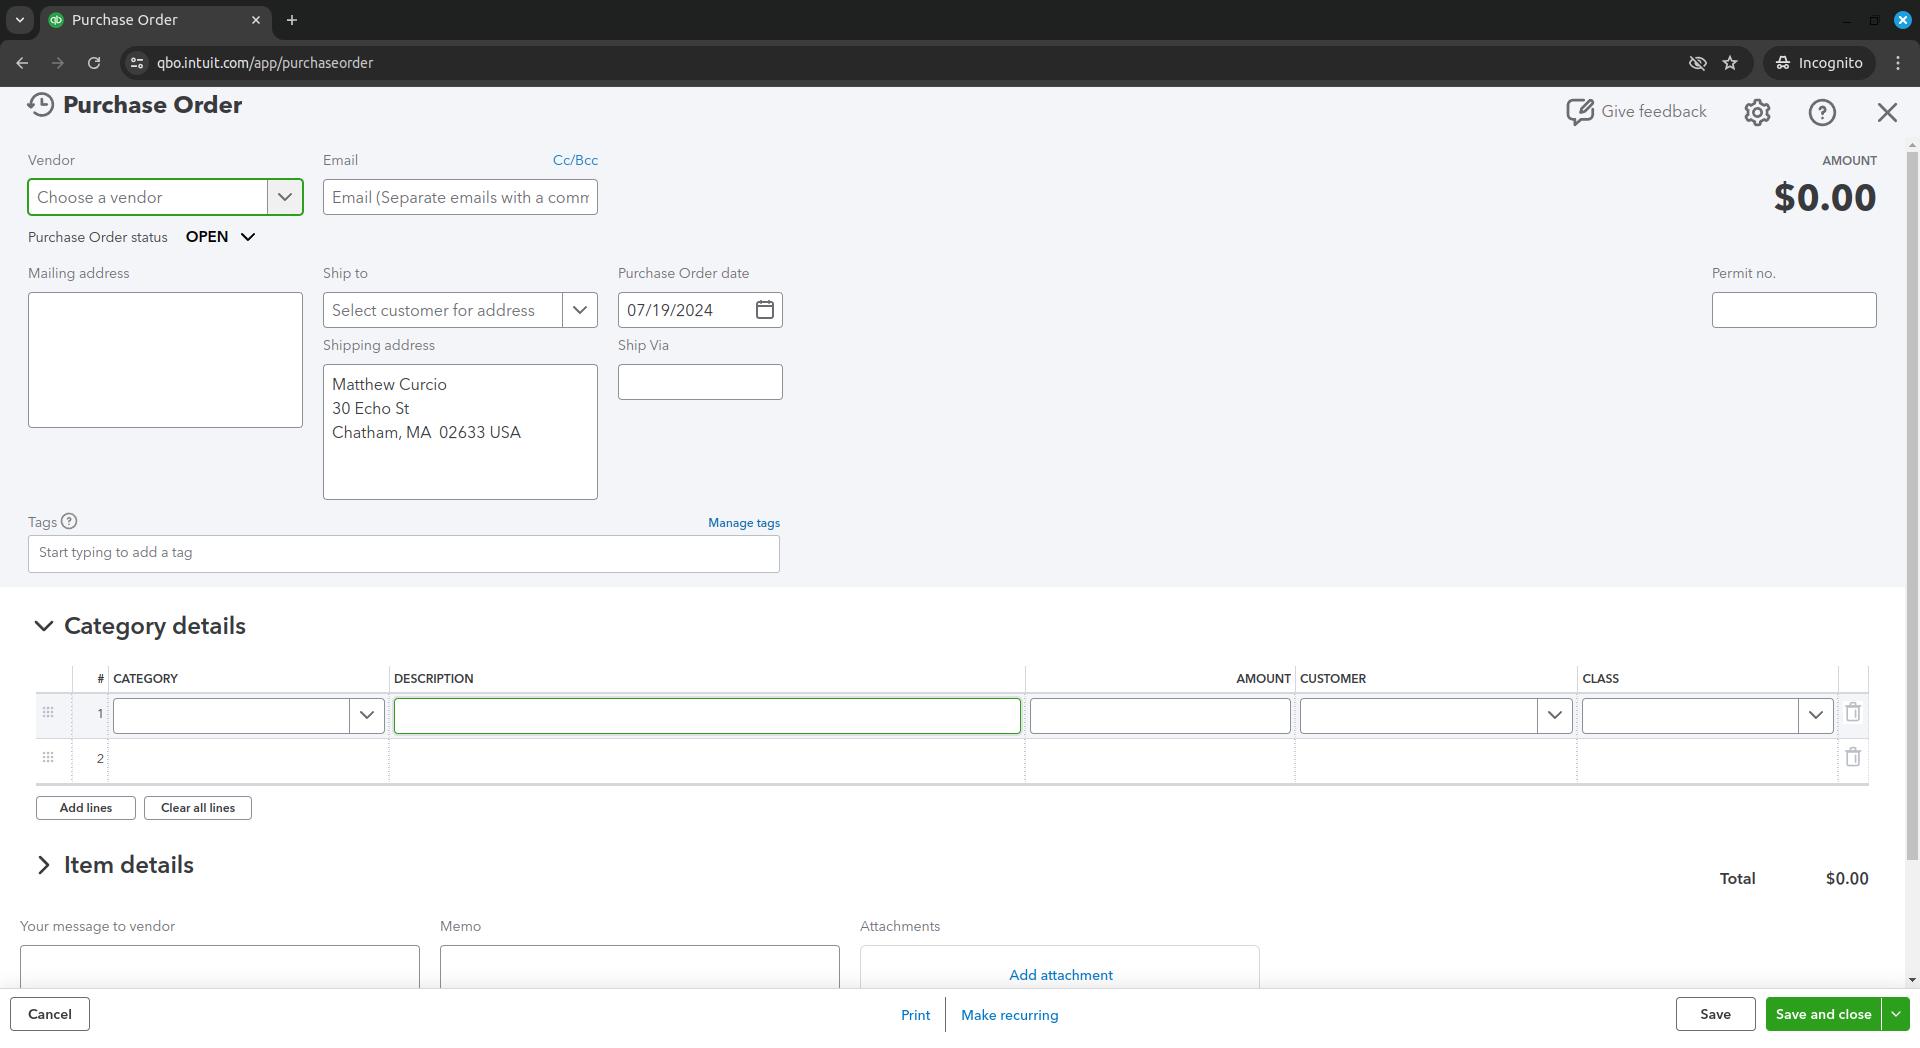 Purchase Order
qbo.intuit.com/app/purchaseorder
Incognito
Purchase Order
Give feedback
Vendor
Email
Cc/Bcc
AMOUNT
Choose a vendor
Email (Separate emails with a comm
$0.00
Purchase Order status OPEN
Mailing address
Ship to
Purchase Order date
Permit no.
Select customer for address
07/19/2024
Shipping address
Ship Via
Matthew Curcio
30 Echo St
Chatham, MA 02633 USA
Tags
Manage tags
Start typing to add a tag
Category details
# CATEGORY DESCRIPTION AMOUNT CUSTOMER CLASS
1
2
Add lines
Clear all lines
Item details
Total $0.00
Your message to vendor
Memo
Attachments
Add attachment
Cancel
Print
Make recurring
Save
Save and close